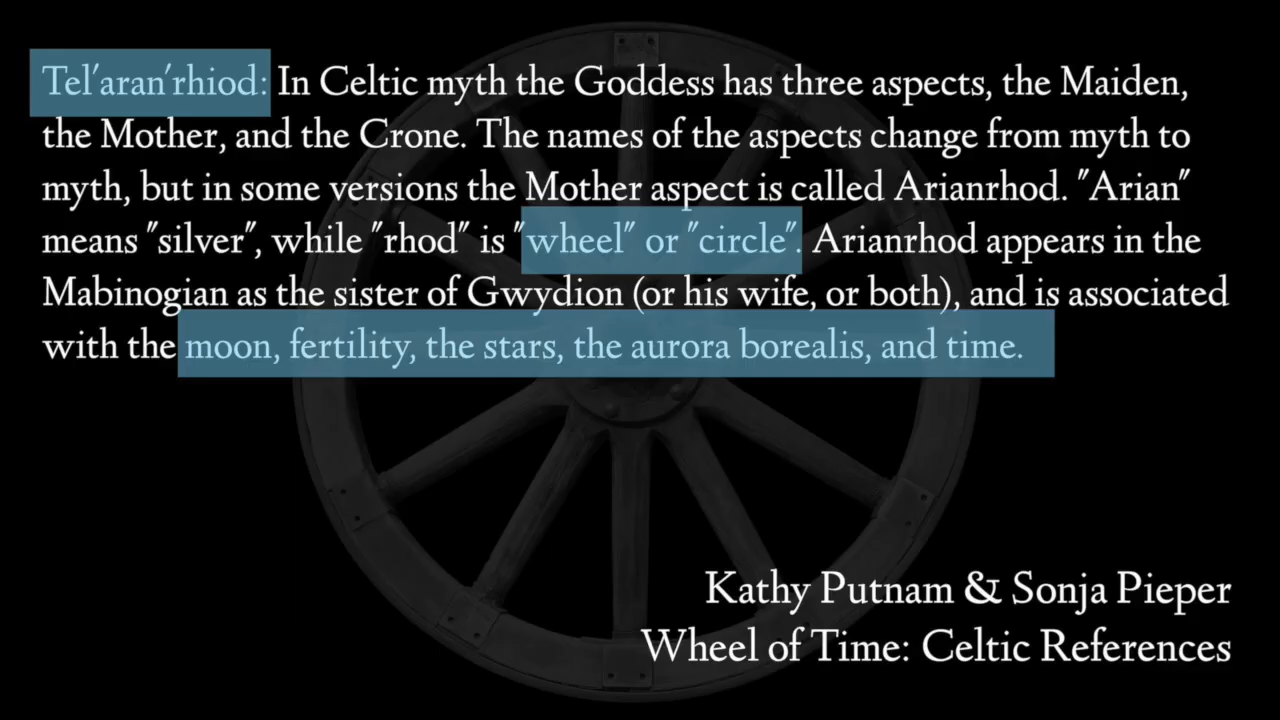 Tel'aran'rhiod: In Celtic myth the Goddess has three aspects, the Maiden,
the Mother, and the Crone. The names of the aspects change from myth to
myth, but in some versions the Mother aspect is called Arianrhod. "Arian"
means "silver", while "rhod" is "wheel" or "circle". Arianrhod appears in the
Mabinogian as the sister of Gwydion (or his wife, or both), and is associated
with the moon, fertility, the stars, the aurora borealis, and time.
Kathy Putnam & Sonja Pieper
Wheel of Time: Celtic References